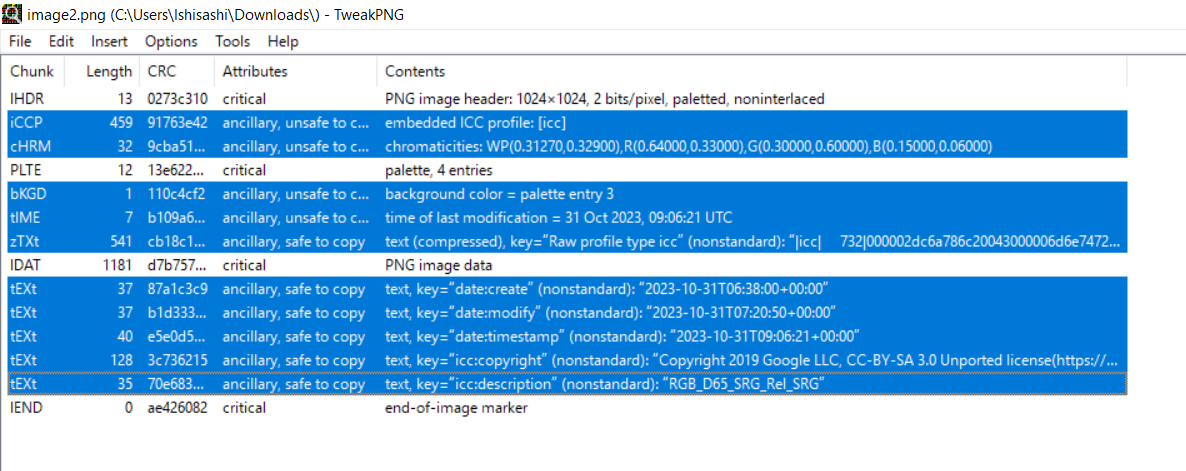 image2.png (C:\Users\Ishisashi\Downloads\) - TweakPNG
File Edit Insert Options Tools Help
Chunk Length CRC Attributes Contents
IHDR 13 0273c310 critical PNG image header: 1024×1024, 2 bits/pixel, paletted, noninterlaced
iCCP 459 91763e42 ancillary, unsafe to c... embedded ICC profile: [icc]
cHRM 32 9cba51... ancillary, unsafe to c... chromaticities: WP(0.31270,0.32900),R(0.64000,0.33000),G(0.30000,0.60000),B(0.15000,0.06000)
PLTE 12 13e622... critical palette, 4 entries
bKGD 1 110c4cf2 ancillary, unsafe to c... background color = palette entry 3
tIME 7 b109a6... ancillary, unsafe to c... time of last modification = 31 Oct 2023, 09:06:21 UTC
zTXt 541 cb18c1... ancillary, safe to copy text (compressed), key="Raw profile type icc" (nonstandard): "|icc| 732|000002dc6a786c20043000006d6e7472...
IDAT 1181 d7b757... critical PNG image data
tEXt 37 87a1c3c9 ancillary, safe to copy text, key="date:create" (nonstandard): "2023-10-31T06:38:00+00:00"
tEXt 37 b1d333... ancillary, safe to copy text, key="date:modify" (nonstandard): "2023-10-31T07:20:50+00:00"
tEXt 40 e5e0d5... ancillary, safe to copy text, key="date:timestamp" (nonstandard): "2023-10-31T09:06:21+00:00"
tEXt 128 3c736215 ancillary, safe to copy text, key="icc:copyright" (nonstandard): "Copyright 2019 Google LLC, CC-BY-SA 3.0 Unported license(https://...
tEXt 35 70e683... ancillary, safe to copy text, key="icc:description" (nonstandard): "RGB_D65_SRG_Rel_SRG"
IEND 0 ae426082 critical end-of-image marker